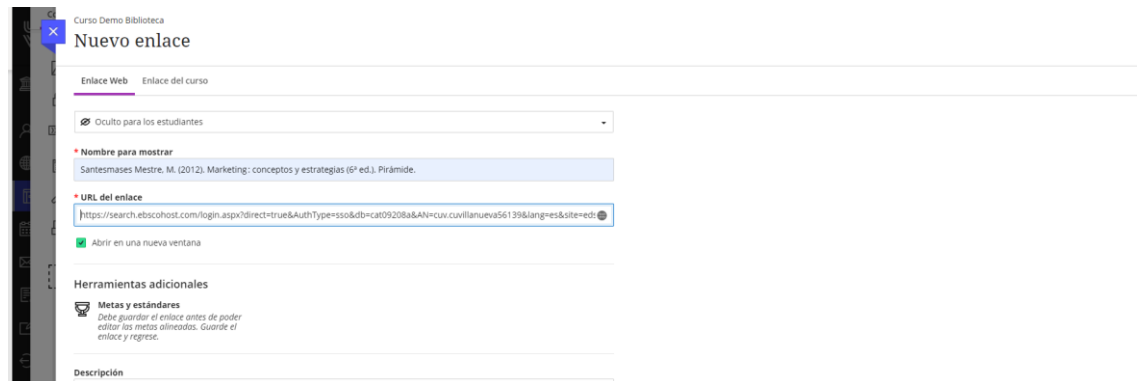 Curso Demo Biblioteca
Nuevo enlace
Enlace Web Enlace del curso
Oculto para los estudiantes
* Nombre para mostrar
Santesmases Mestre, M. (2012). Marketing: conceptos y estrategias (6ª ed.). Pirámide.
* URL del enlace
https://search.ebscohost.com/login.aspx?direct=true&AuthType=sso&db=cat09208a&AN=cuv.cuvillanueva56139&lang=es&site=eds
Abrir en una nueva ventana
Herramientas adicionales
Metas y estándares
Debe guardar el enlace antes de poder
editar las metas alineadas. Guarde el
enlace y regrese.
Descripción